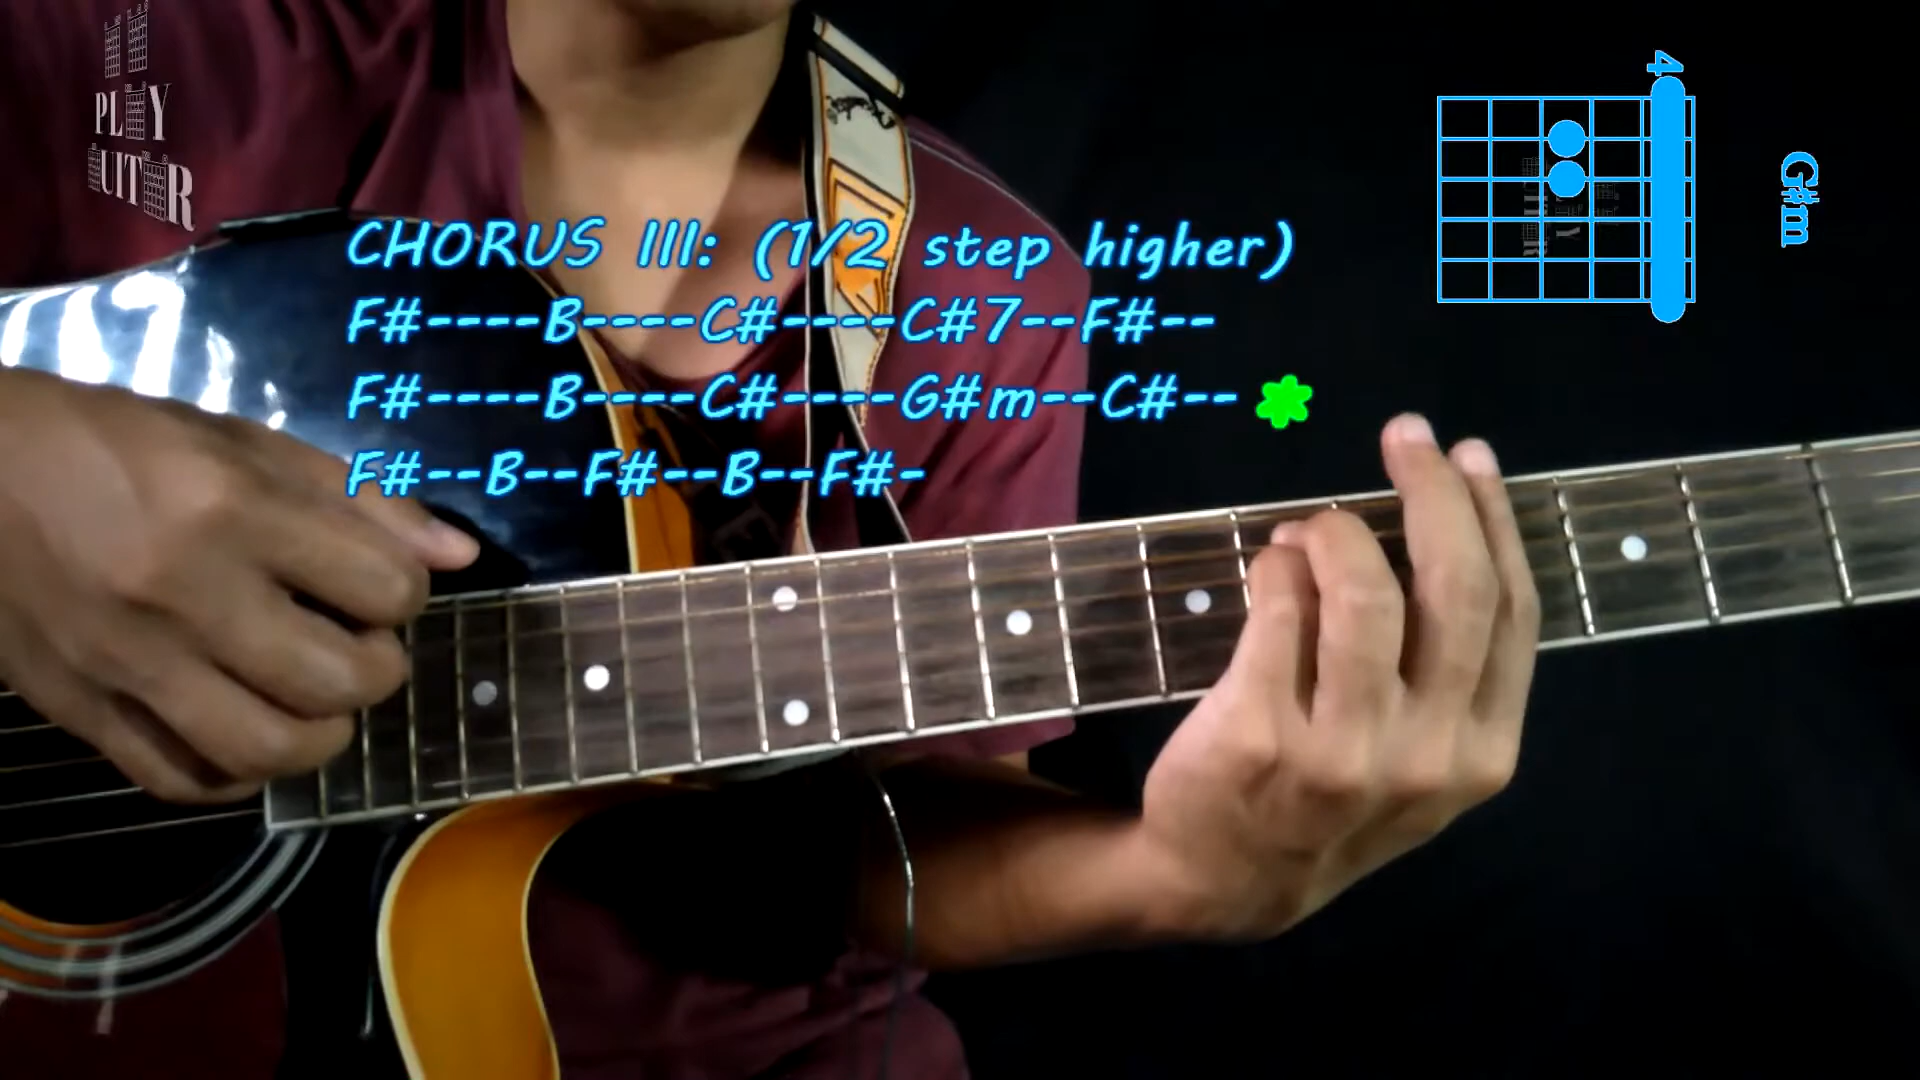 PLAY
GUITAR
CHORUS III: (1/2 step higher)
F#----B----C#----C#7--F#--
F#----B----C#----G#m--C#--
F#--B--F#--B--F#-
4
G#m